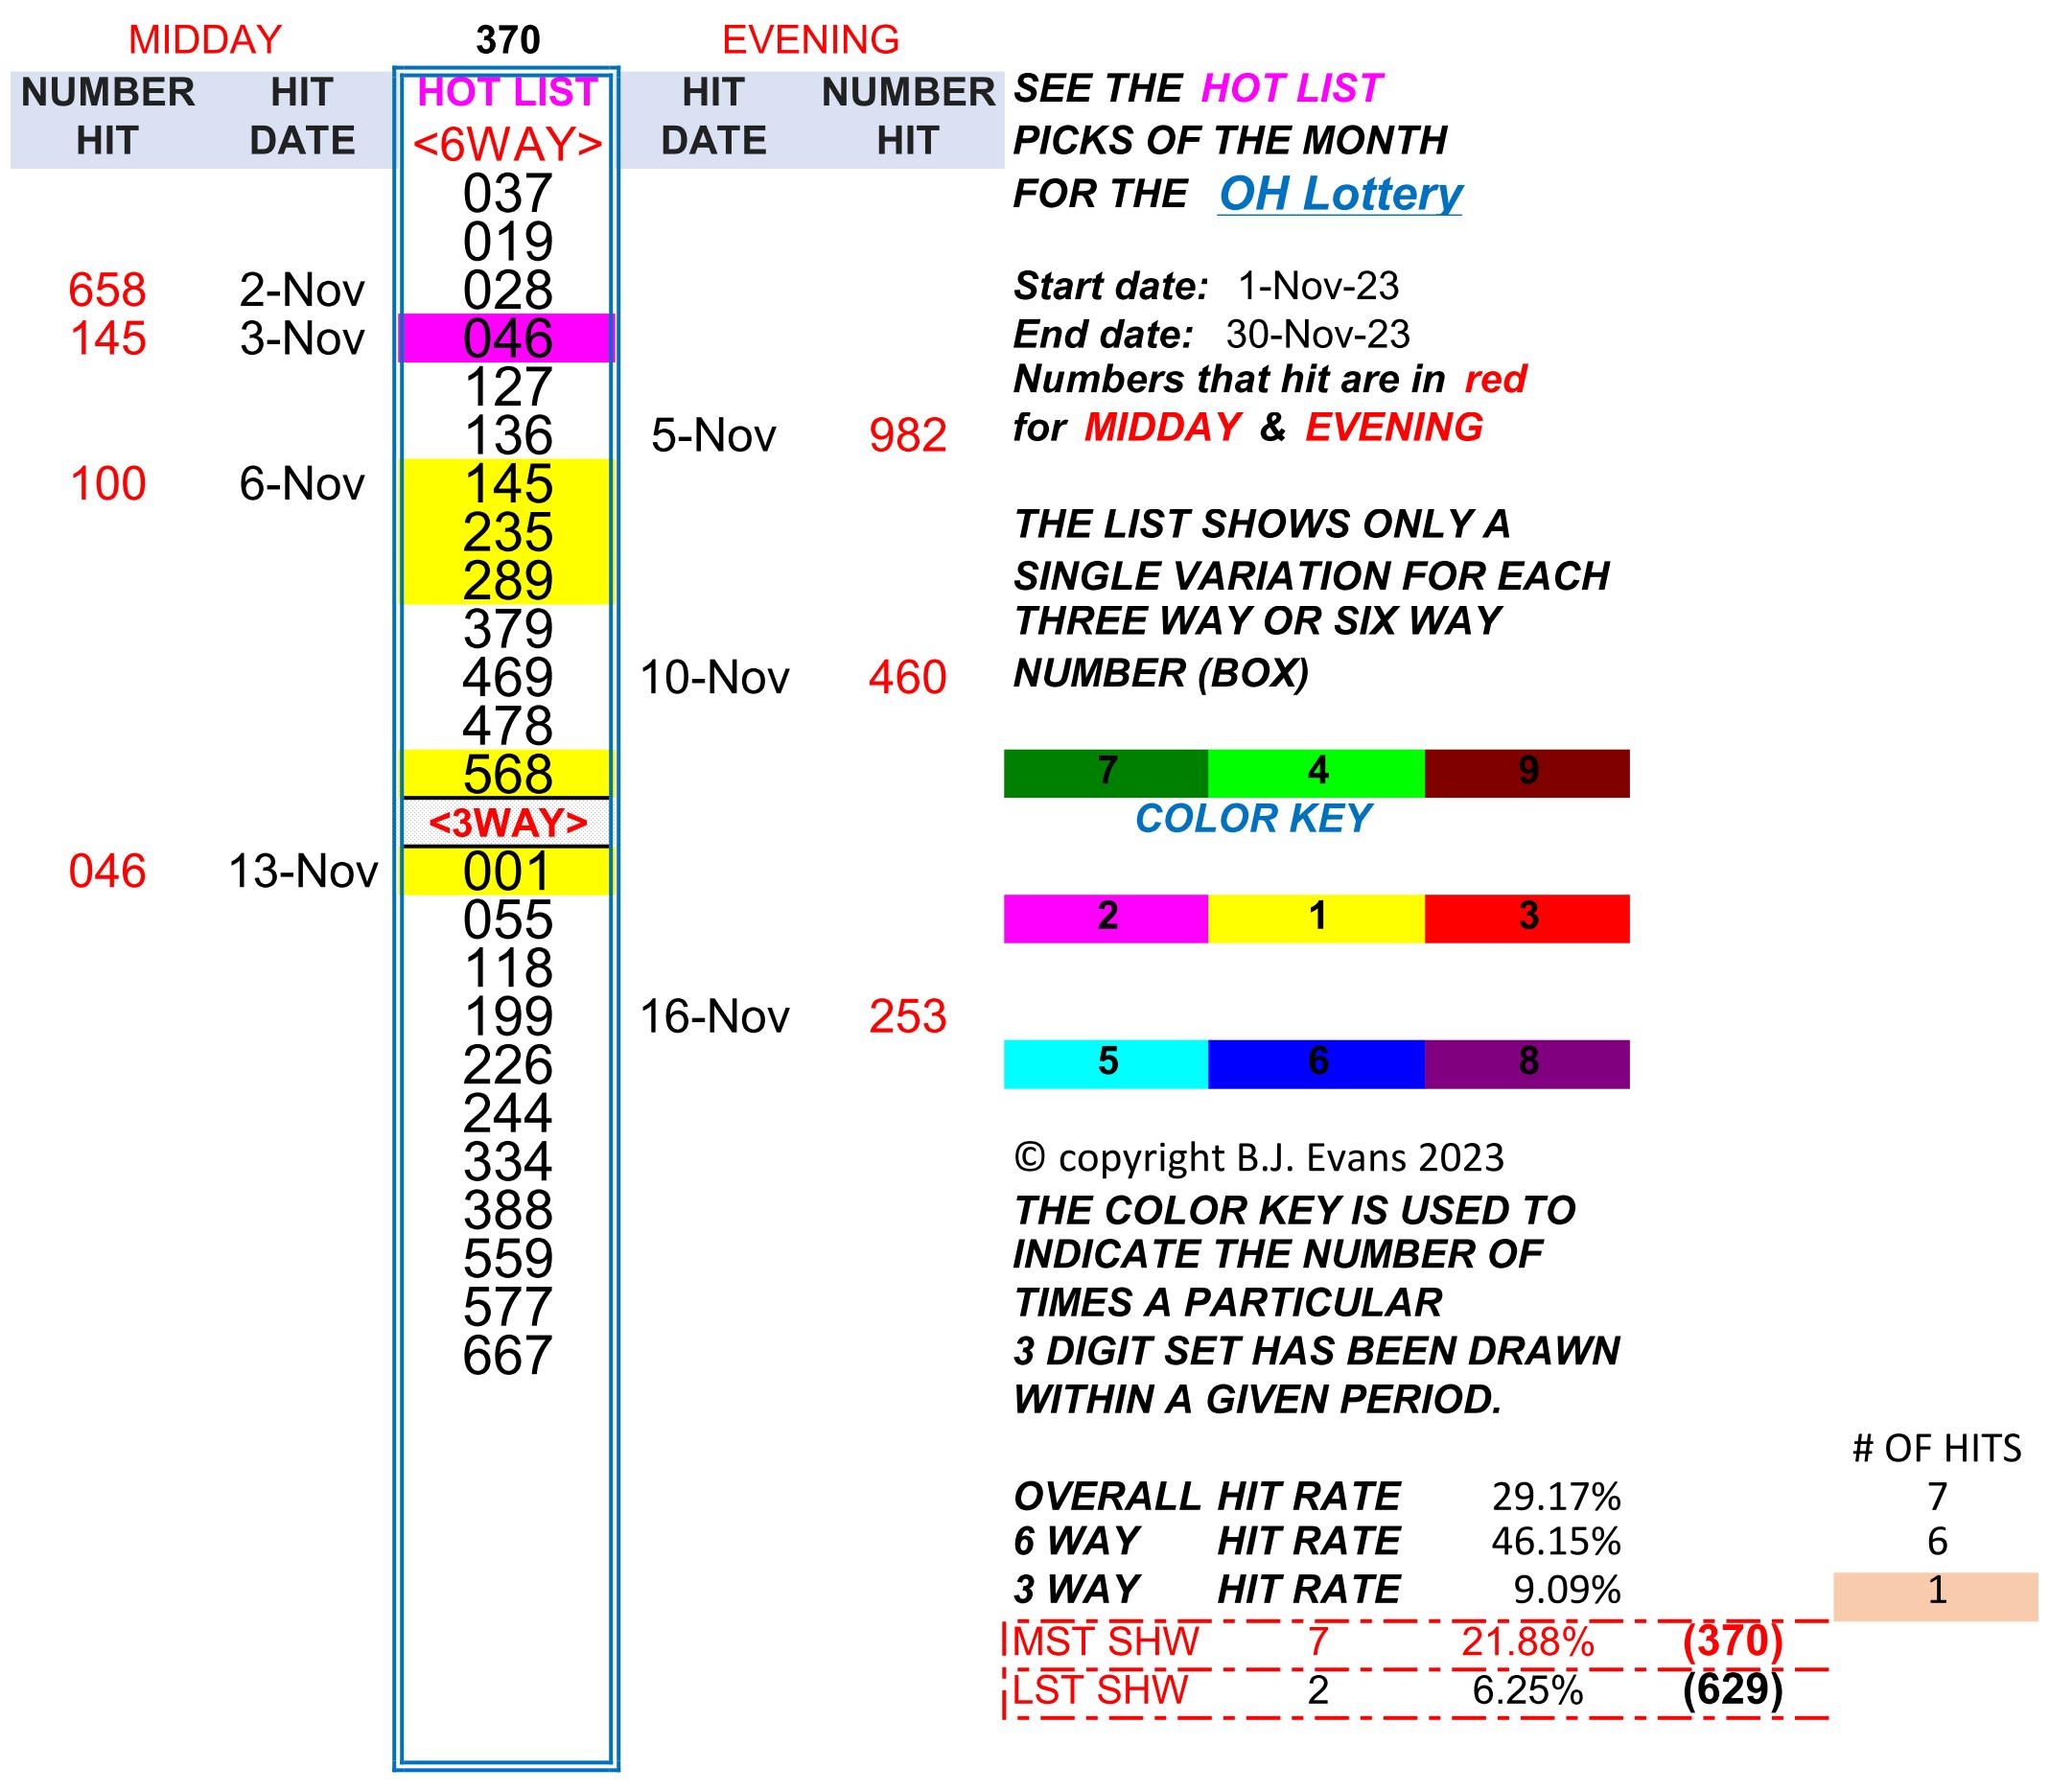 MIDDAY 370 EVENING
NUMBER HIT HOT LIST HIT NUMBER
HIT DATE <6WAY> DATE HIT
037
019
658 2-Nov 028
145 3-Nov 046
127
136 5-Nov 982
100 6-Nov 145
235
289
379
469 10-Nov 460
478
568
<3WAY>
046 13-Nov 001
055
118
199 16-Nov 253
226
244
334
388
559
577
667
SEE THE HOT LIST
PICKS OF THE MONTH
FOR THE OH Lottery
Start date: 1-Nov-23
End date: 30-Nov-23
Numbers that hit are in red
for MIDDAY & EVENING
THE LIST SHOWS ONLY A
SINGLE VARIATION FOR EACH
THREE WAY OR SIX WAY
NUMBER (BOX)
7 4 9
COLOR KEY
2 1 3
5 6 8
© copyright B.J. Evans 2023
THE COLOR KEY IS USED TO
INDICATE THE NUMBER OF
TIMES A PARTICULAR
3 DIGIT SET HAS BEEN DRAWN
WITHIN A GIVEN PERIOD.
# OF HITS
OVERALL HIT RATE 29.17% 7
6 WAY HIT RATE 46.15% 6
3 WAY HIT RATE 9.09% 1
MST SHW 7 21.88% (370)
LST SHW 2 6.25% (629)